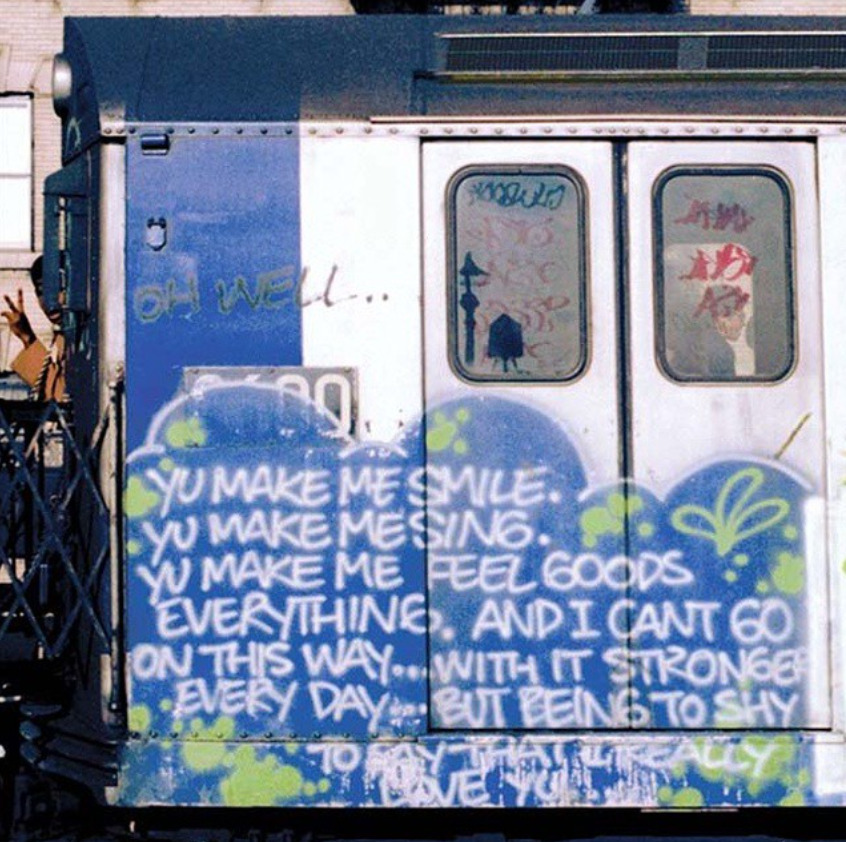 OH WELL...
YU MAKE ME SMILE.
YU MAKE ME SING.
YU MAKE ME FEEL GOODS
EVERYTHING. AND I CANT GO
ON THIS WAY... WITH IT STRONGER
EVERY DAY... BUT BEING TO SHY
TO SAY THAT I REALLY
LOVE YU...